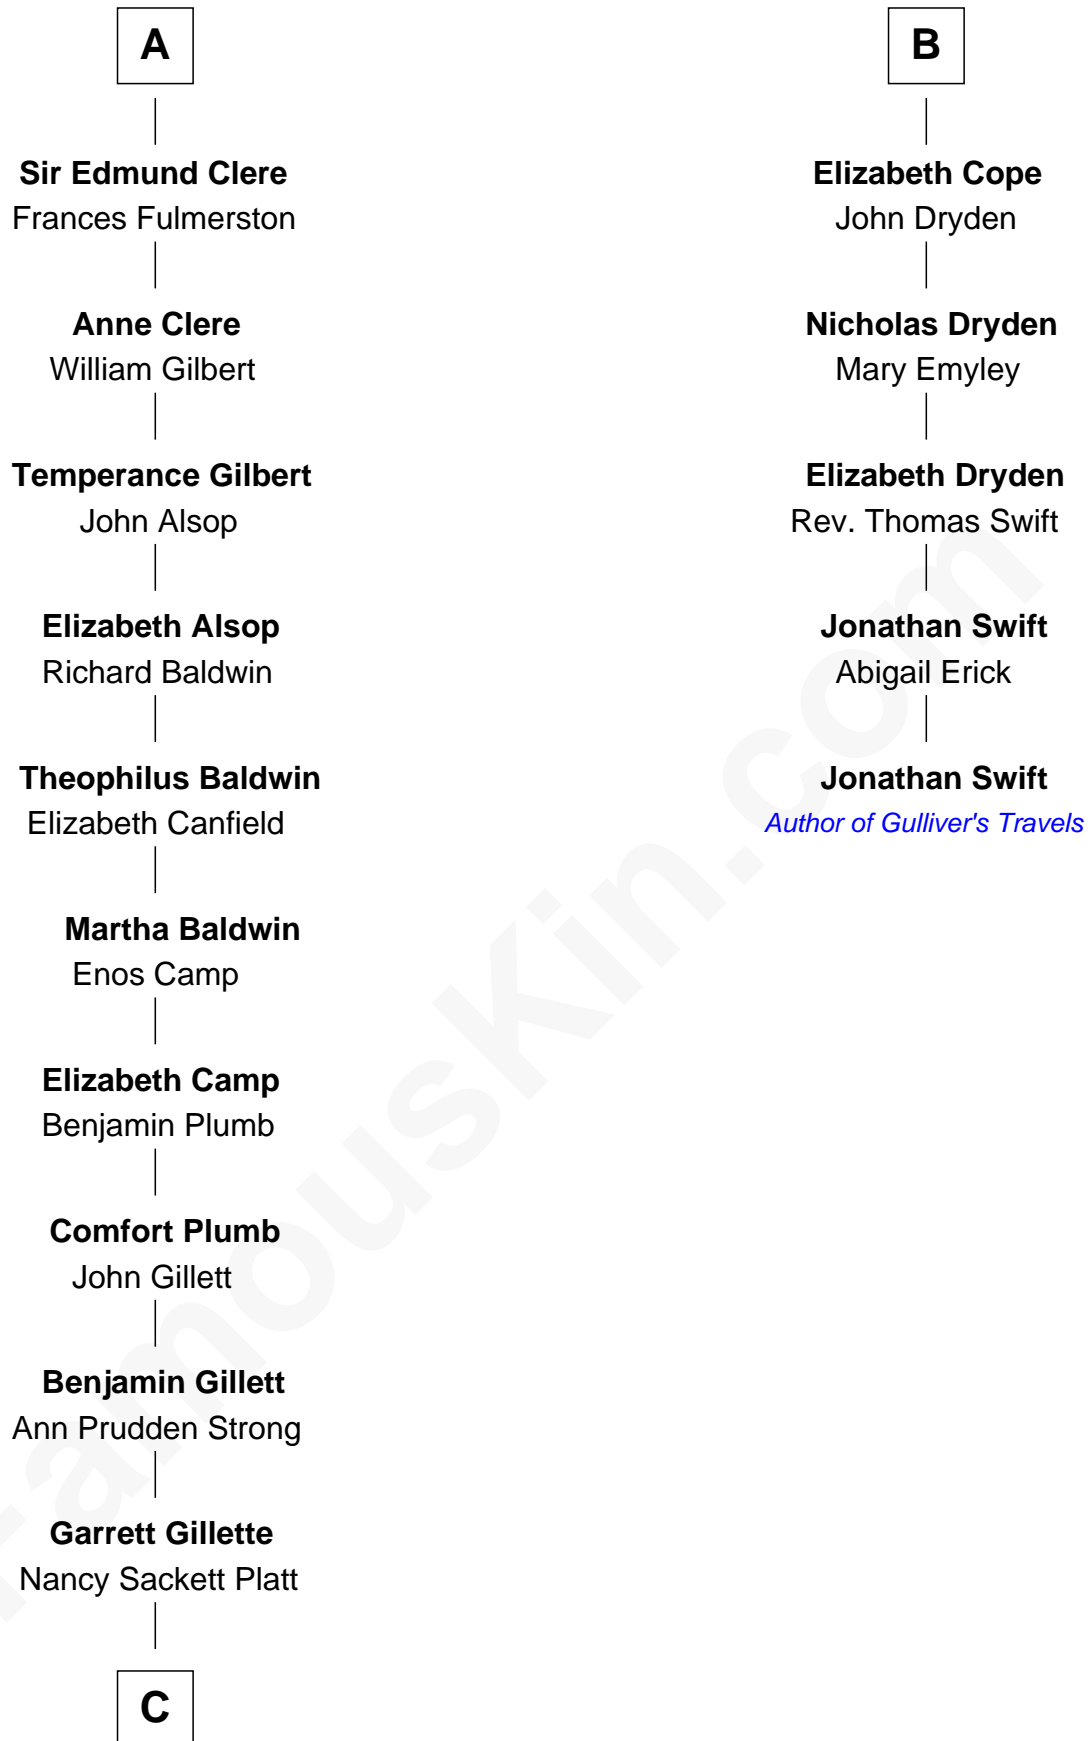 A
Sir Edmund Clere
Frances Fulmerston
Anne Clere
William Gilbert
Temperance Gilbert
John Alsop
Elizabeth Alsop
Richard Baldwin
Theophilus Baldwin
Elizabeth Canfield
Martha Baldwin
Enos Camp
Elizabeth Camp
Benjamin Plumb
Comfort Plumb
John Gillett
Benjamin Gillett
Ann Prudden Strong
Garrett Gillette
Nancy Sackett Platt
C
B
Elizabeth Cope
John Dryden
Nicholas Dryden
Mary Emyley
Elizabeth Dryden
Rev. Thomas Swift
Jonathan Swift
Abigail Erick
Jonathan Swift
Author of Gulliver's Travels
FamousKin.com